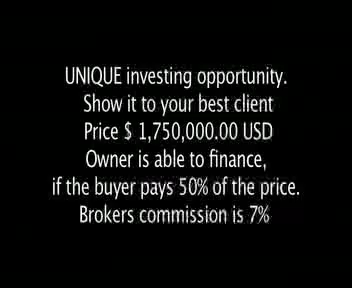 UNIQUE investing opportunity.
Show it to your best client
Price $ 1,750,000.00 USD
Owner is able to finance,
if the buyer pays 50% of the price.
Brokers commission is 7%